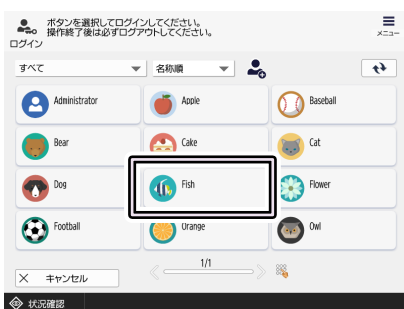 ボタンを選択してログインしてください。
操作終了後は必ずログアウトしてください。
ログイン
メニュー
すべて
名称順
Administrator
Apple
Baseball
Bear
Cake
Cat
Dog
Fish
Flower
Football
Orange
Owl
1/1
キャンセル
状況確認